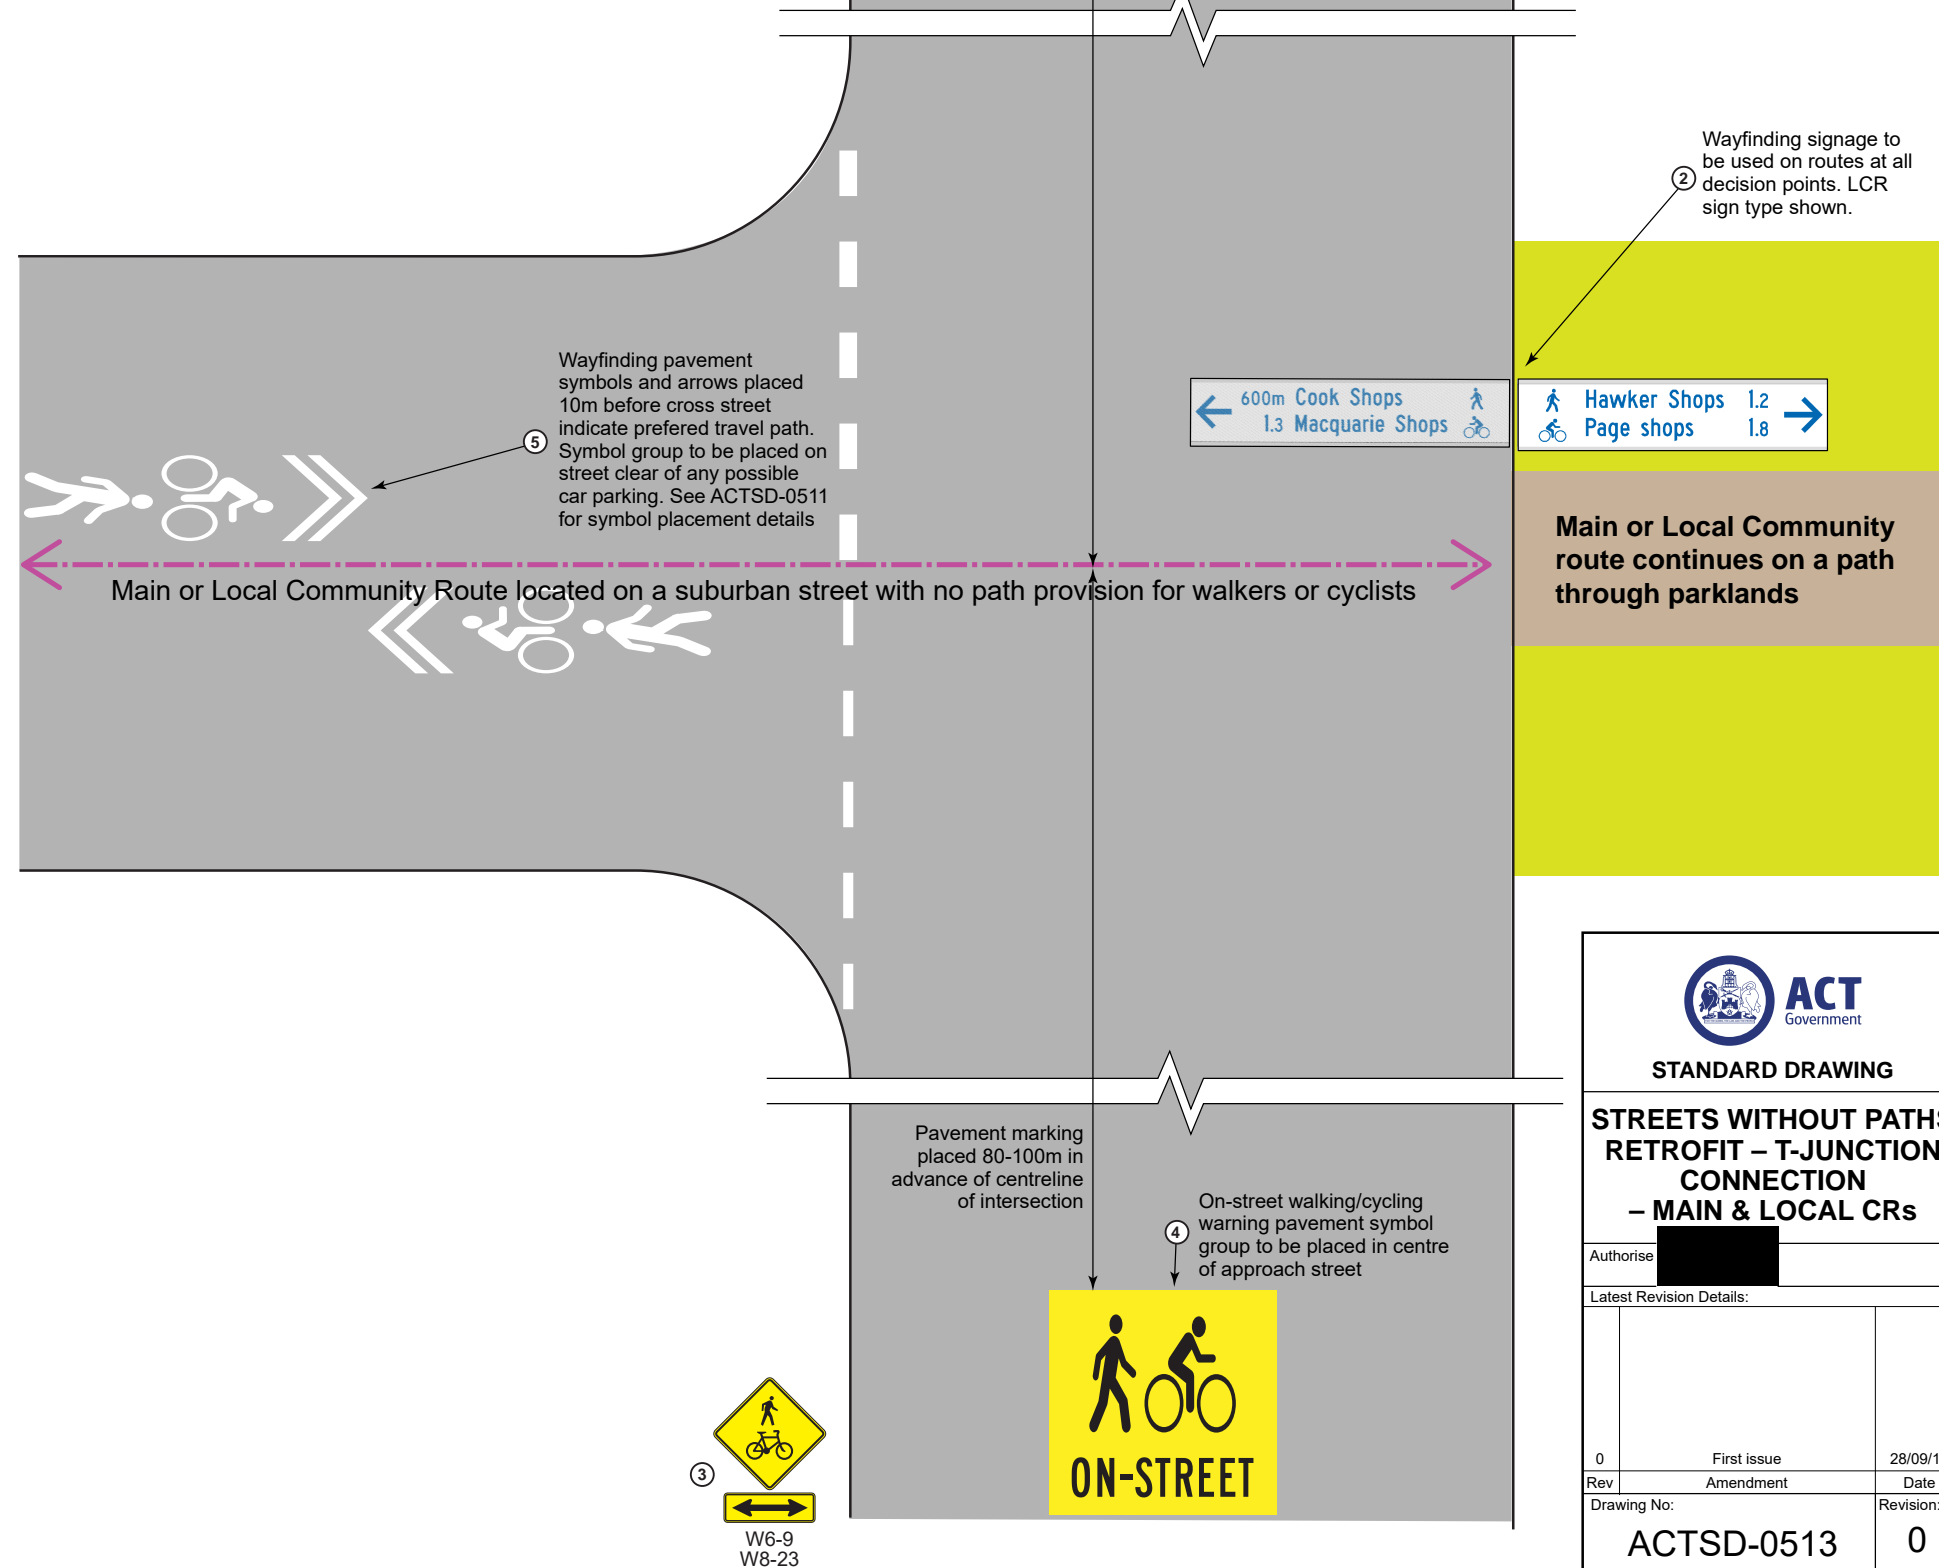 Wayfinding signage to
be used on routes at all
decision points. LCR
sign type shown.
2
Wayfinding pavement
symbols and arrows placed
10m before cross street
indicate prefered travel path.
Symbol group to be placed on
street clear of any possible
car parking. See ACTSD-0511
for symbol placement details
5
600m Cook Shops
1.3 Macquarie Shops
Hawker Shops 1.2
Page shops 1.8
Main or Local Community
route continues on a path
through parklands
Main or Local Community Route located on a suburban street with no path provision for walkers or cyclists
Pavement marking
placed 80-100m in
advance of centreline
of intersection
On-street walking/cycling
warning pavement symbol
group to be placed in centre
of approach street
4
ON-STREET
3
W6-9
W8-23
ACT
Government
STANDARD DRAWING
STREETS WITHOUT PATHS
RETROFIT – T-JUNCTION
CONNECTION
– MAIN & LOCAL CRs
Authorise
Latest Revision Details:
0 First issue 28/09/1
Rev Amendment Date
Drawing No: Revision:
ACTSD-0513 0